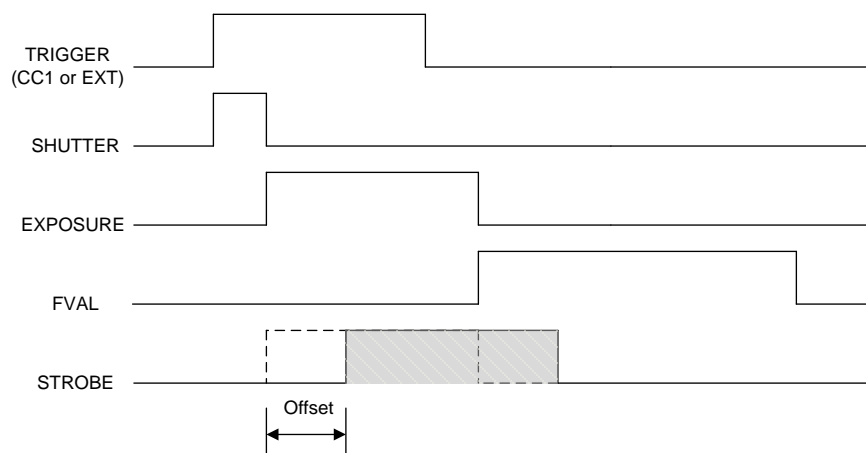 TRIGGER
(CC1 or EXT)
SHUTTER
EXPOSURE
FVAL
STROBE
Offset